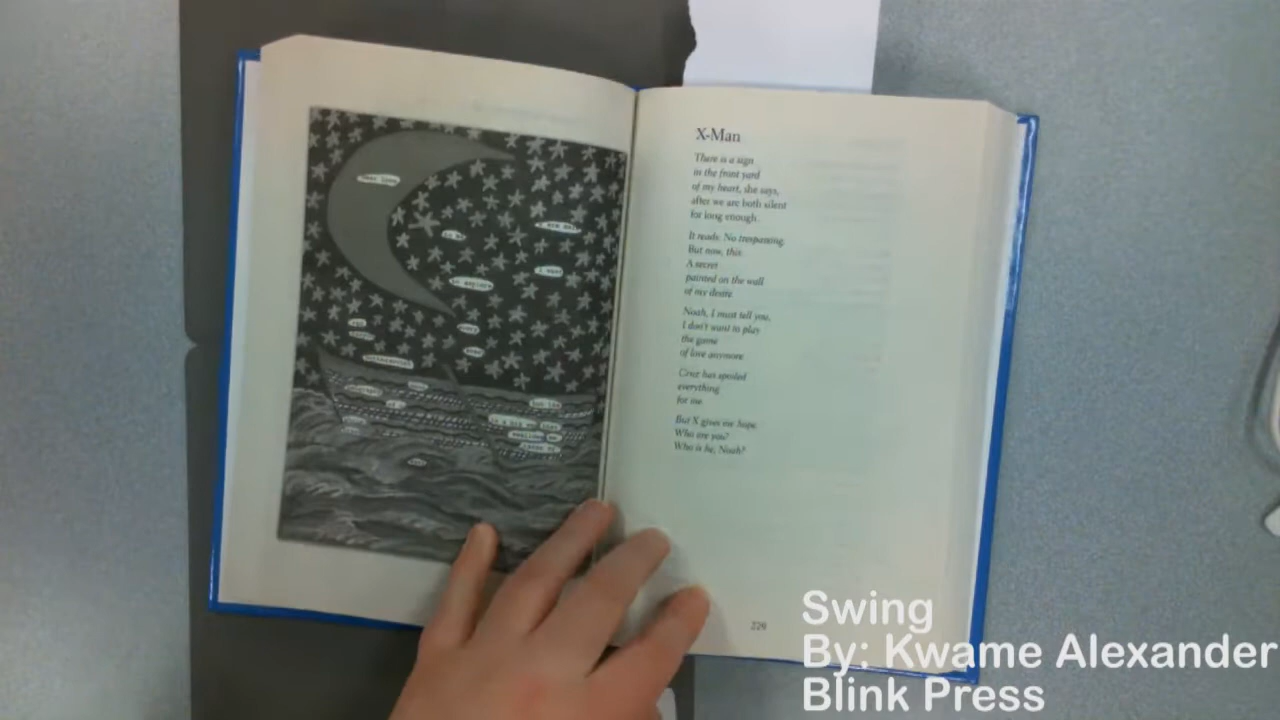 X-Man
There is a sign
in the front yard
of my heart, she says,
after we are both silent
for long enough.
It reads: No trespassing.
But now, this.
A secret
painted on the wall
of my desire
Noah, I must tell you,
I don't want to play
the game
of love anymore
Cruz has spoiled
everything
for me.
But X gives me hope.
Who are you?
Who is he, Noah?
Swing
By: Kwame Alexander
Blink Press